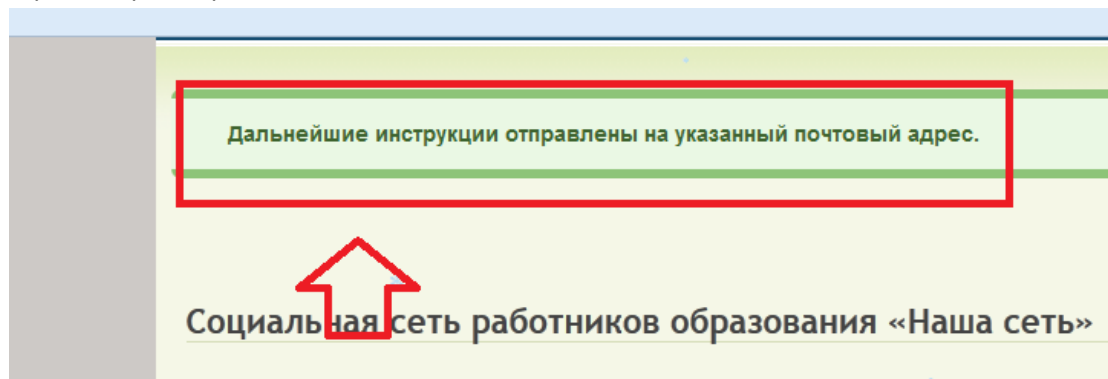 Дальнейшие инструкции отправлены на указанный почтовый адрес.
Социальная сеть работников образования «Наша сеть»